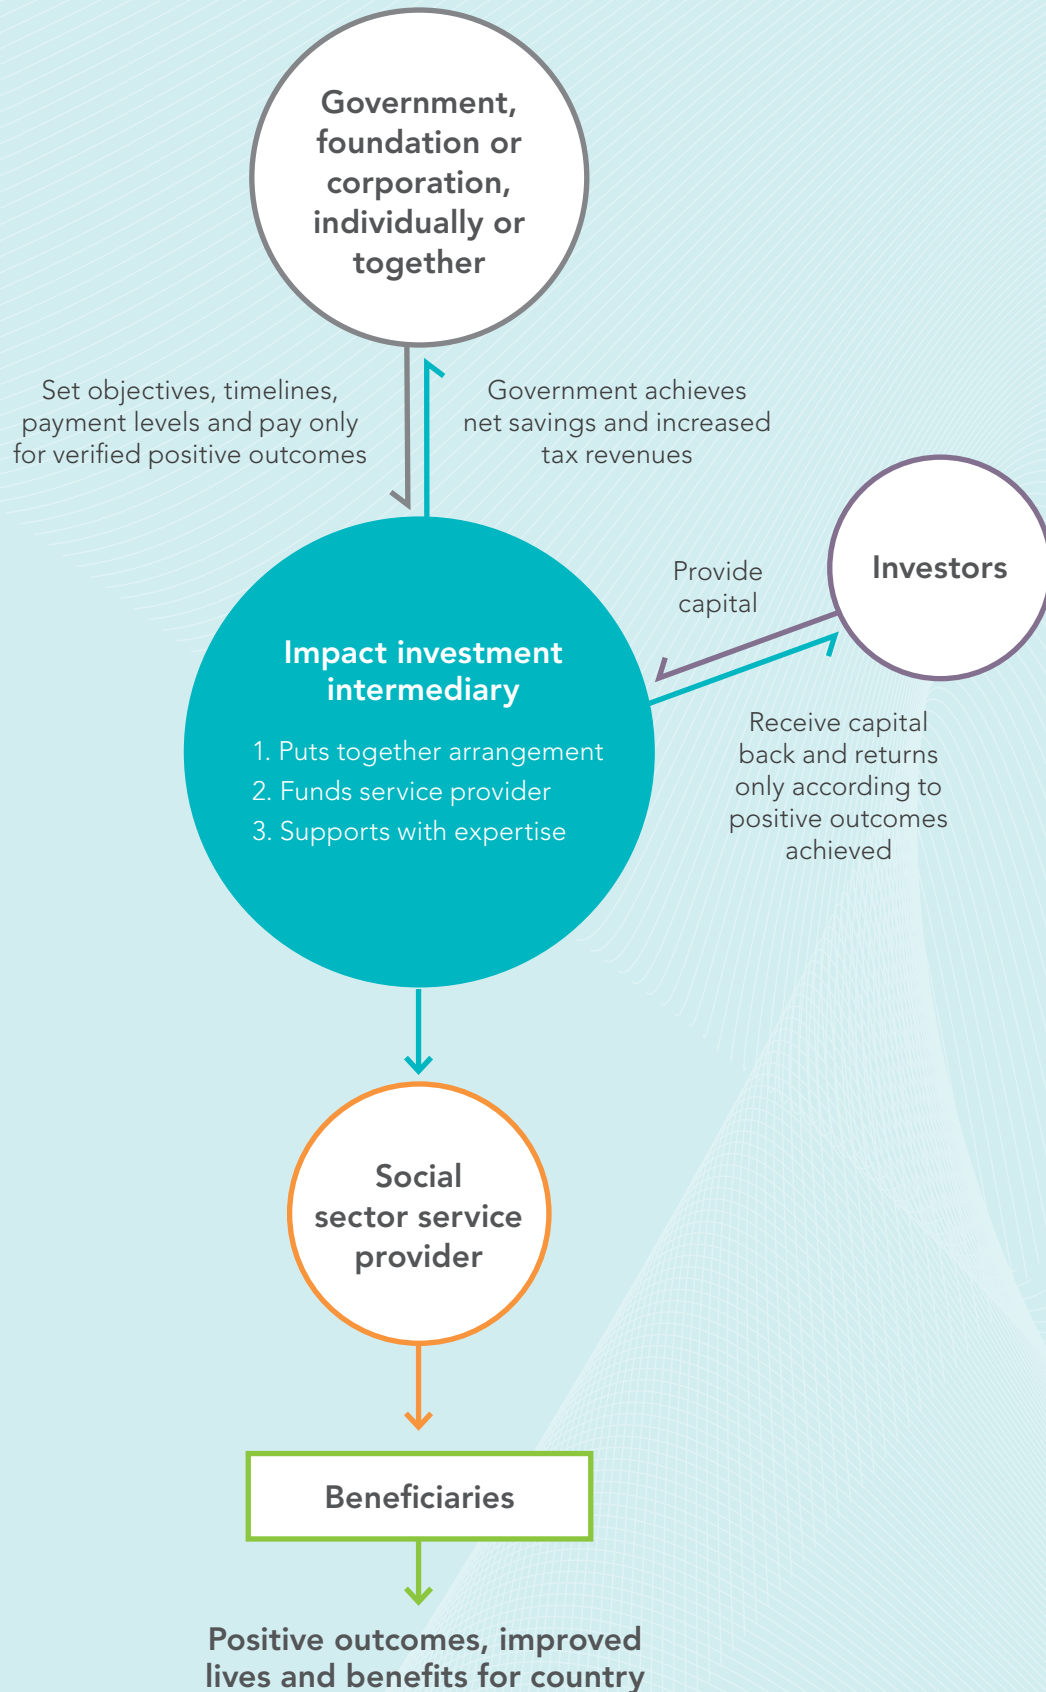 Government,
foundation or
corporation,
individually or
together
Set objectives, timelines,
payment levels and pay only
for verified positive outcomes
Government achieves
net savings and increased
tax revenues
Investors
Provide
capital
Receive capital
back and returns
only according to
positive outcomes
achieved
Impact investment
intermediary
1. Puts together arrangement
2. Funds service provider
3. Supports with expertise
Social
sector service
provider
Beneficiaries
Positive outcomes, improved
lives and benefits for country